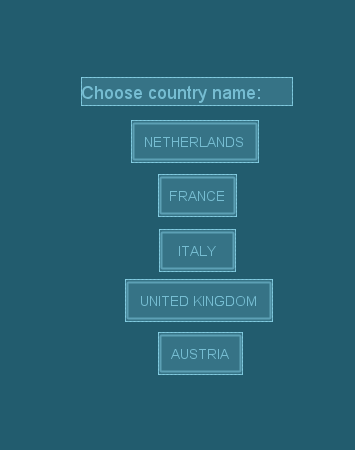 Choose country name:
NETHERLANDS
FRANCE
ITALY
UNITED KINGDOM
AUSTRIA